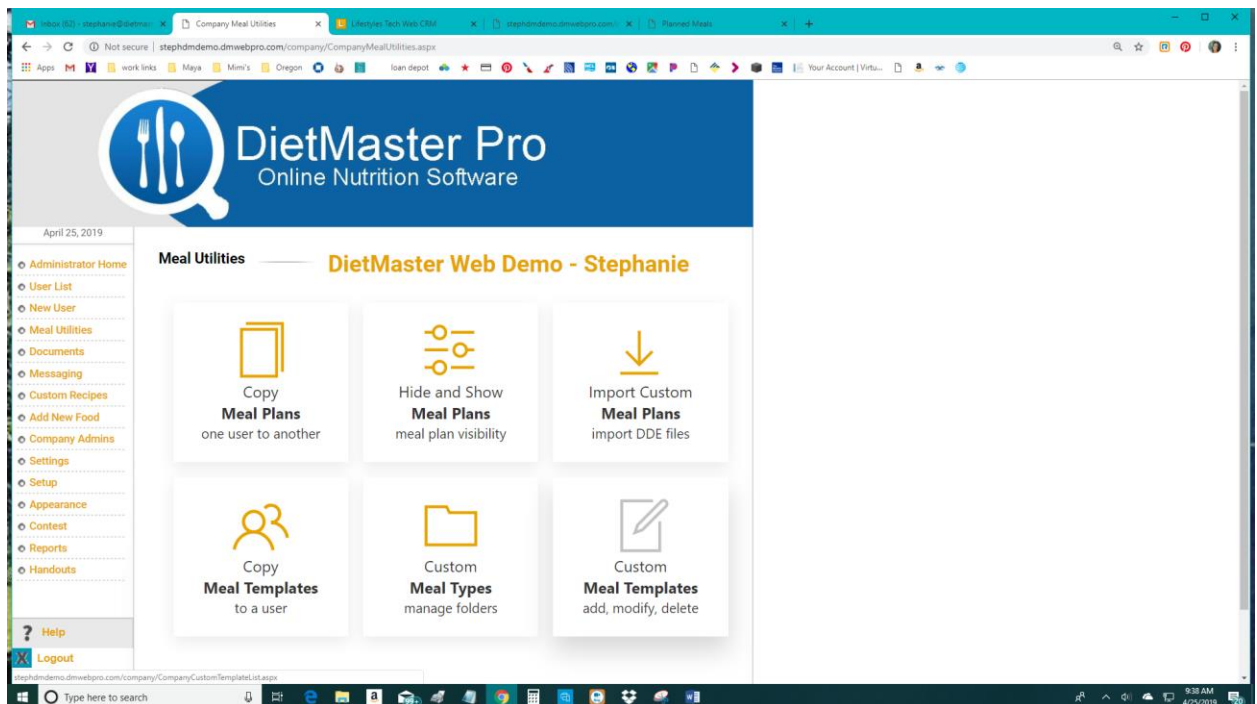 Inbox (62) - stephanie@dietmas
Company Meal Utilities
Lifestyles Tech Web CRM
stephdmdemo.dmwebpro.com/
Planned Meals
Not secure | stephdmdemo.dmwebpro.com/company/CompanyMealUtilities.aspx
Apps
work links
Maya
Mimi's
Oregon
loan depot
Your Account | Virtu...
DietMaster Pro
Online Nutrition Software
April 25, 2019
Administrator Home
User List
New User
Meal Utilities
Documents
Messaging
Custom Recipes
Add New Food
Company Admins
Settings
Setup
Appearance
Contest
Reports
Handouts
? Help
X Logout
Meal Utilities
DietMaster Web Demo - Stephanie
Copy
Meal Plans
one user to another
Hide and Show
Meal Plans
meal plan visibility
Import Custom
Meal Plans
import DDE files
Copy
Meal Templates
to a user
Custom
Meal Types
manage folders
Custom
Meal Templates
add, modify, delete
stephdmdemo.dmwebpro.com/company/CompanyCustomTemplateList.aspx
Type here to search
9:38 AM
4/25/2019